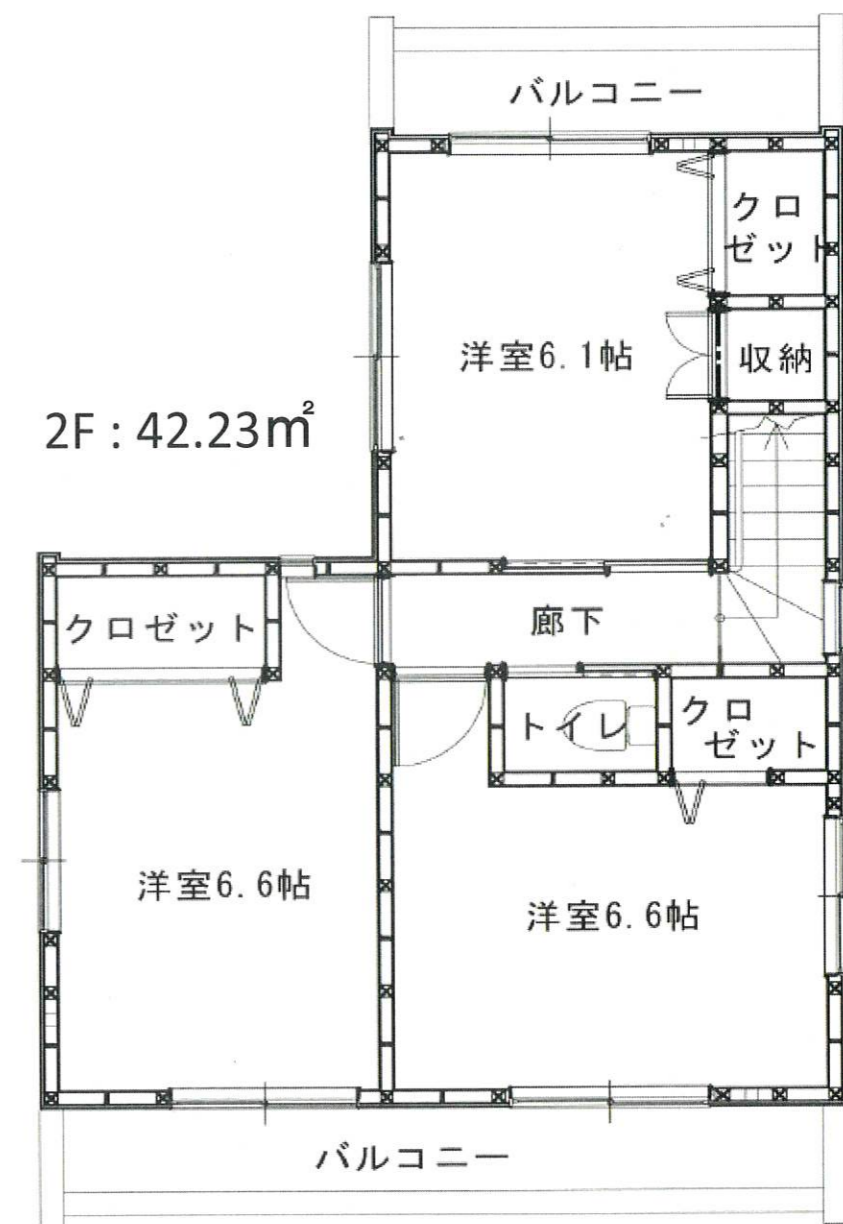 バルコニー
クロ
ゼット
洋室6.1帖
収納
2F : 42.23㎡
廊下
クロゼット
トイレ
クロ
ゼット
洋室6.6帖
洋室6.6帖
バルコニー